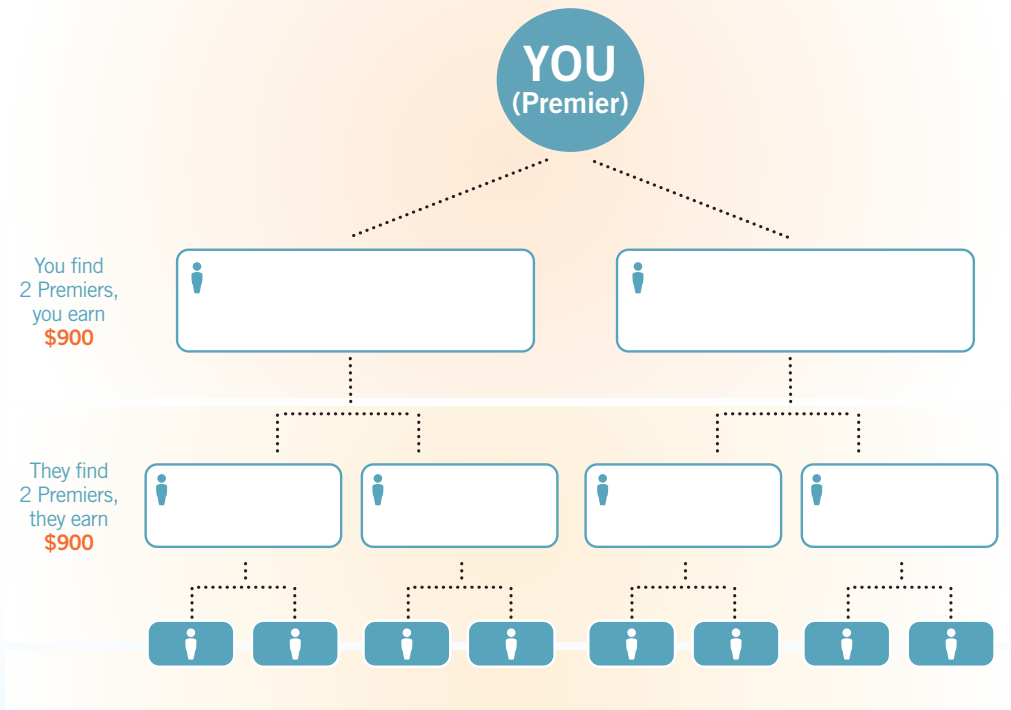 YOU
(Premier)
You find
2 Premiers,
you earn
$900
They find
2 Premiers,
they earn
$900